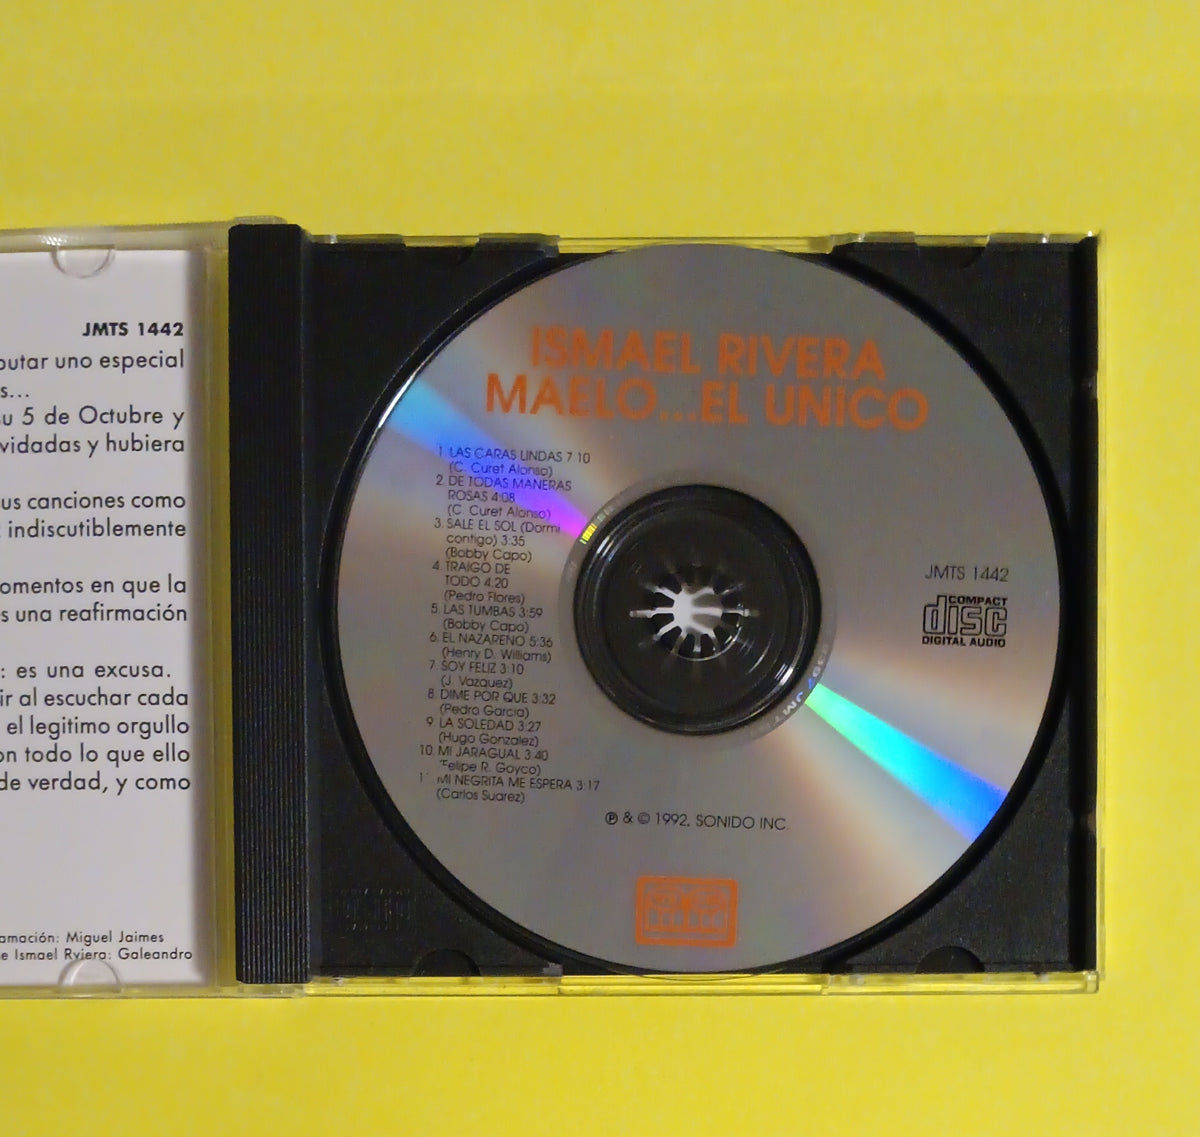 JMTS 1442
utar uno especial
s...
u 5 de Octubre y
vidadas y hubiera
us canciones como
indiscutiblemente
omentos en que la
s una reafirmación
: es una excusa.
ir al escuchar cada
el legitimo orgullo
on todo lo que ello
de verdad, y como
amación: Miguel Jaimes
e Ismael Rviera: Galeandro
ISMAEL RIVERA
MAELO...EL UNICO
1. LAS CARAS LINDAS 7 10
(C. Curet Alonso)
2. DE TODAS MANERAS
ROSAS 4:08
(C. Curet Alonso)
3. SALE EL SOL (Dormi
contigo) 3:35
(Bobby Capo)
4. TRAIGO DE
TODO 4.20
(Pedro Flores)
5. LAS TUMBAS 3:59
(Bobby Capo)
6. EL NAZARENO 5:36
(Henry D. Williams)
7. SOY FELIZ 3:10
(J. Vazquez)
8 DIME POR QUE 3:32
(Pedro Garcia)
9 LA SOLEDAD 3:27
(Hugo Gonzalez)
10. MI JARAGUAL 3:40
Felipe R. Goyco)
MI NEGRITA ME ESPERA 3:17
(Carlos Suarez)
JMTS 1442
COMPACT
disc
DIGITAL AUDIO
℗ & © 1992, SONIDO INC